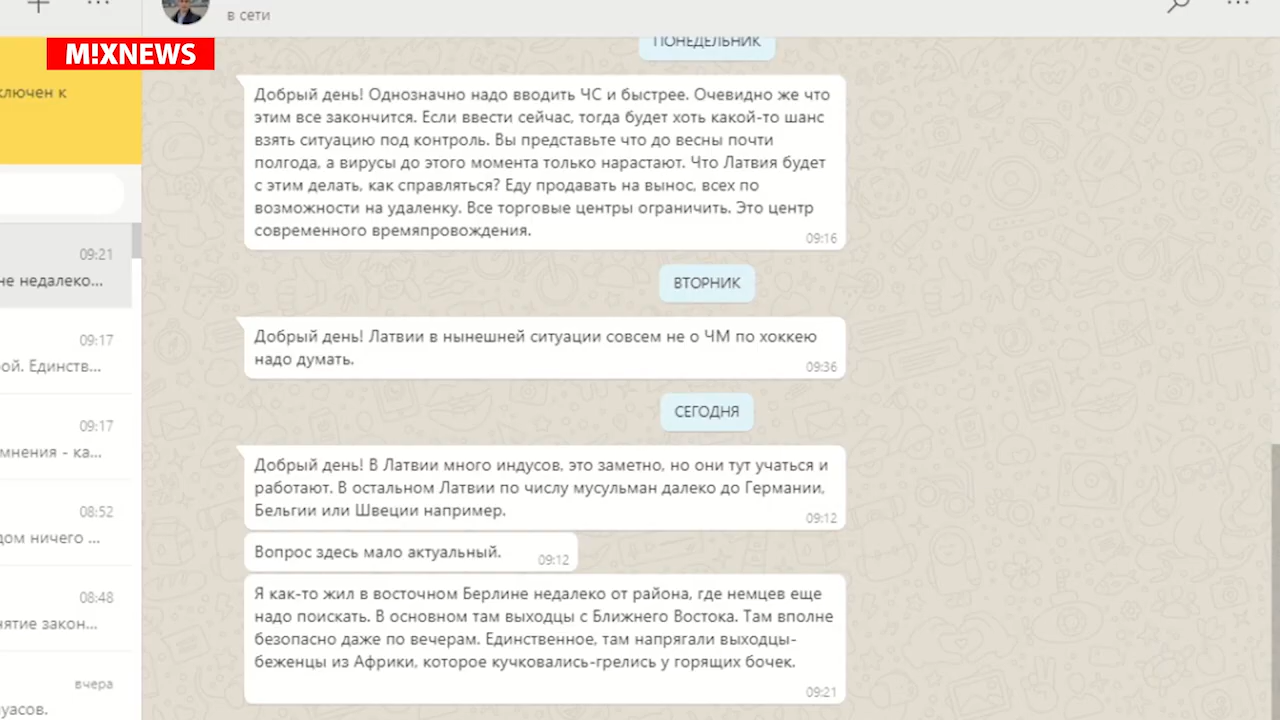 в сети
M!XNEWS
ключен к
09:21
не недалеко...
09:17
ой. Единств...
09:17
мнения - ка...
08:52
дом ничего ...
08:48
нятие закон...
вчера
уасов.
ПОНЕДЕЛЬНИК
Добрый день! Однозначно надо вводить ЧС и быстрее. Очевидно же что
этим все закончится. Если ввести сейчас, тогда будет хоть какой-то шанс
взять ситуацию под контроль. Вы представьте что до весны почти
полгода, а вирусы до этого момента только нарастают. Что Латвия будет
с этим делать, как справляться? Еду продавать на вынос, всех по
возможности на удаленку. Все торговые центры ограничить. Это центр
современного времяпровождения.
09:16
ВТОРНИК
Добрый день! Латвии в нынешней ситуации совсем не о ЧМ по хоккею
надо думать.
09:36
СЕГОДНЯ
Добрый день! В Латвии много индусов, это заметно, но они тут учаться и
работают. В остальном Латвии по числу мусульман далеко до Германии,
Бельгии или Швеции например.
09:12
Вопрос здесь мало актуальный.
09:12
Я как-то жил в восточном Берлине недалеко от района, где немцев еще
надо поискать. В основном там выходцы с Ближнего Востока. Там вполне
безопасно даже по вечерам. Единственное, там напрягали выходцы-
беженцы из Африки, которое кучковались-грелись у горящих бочек.
09:21